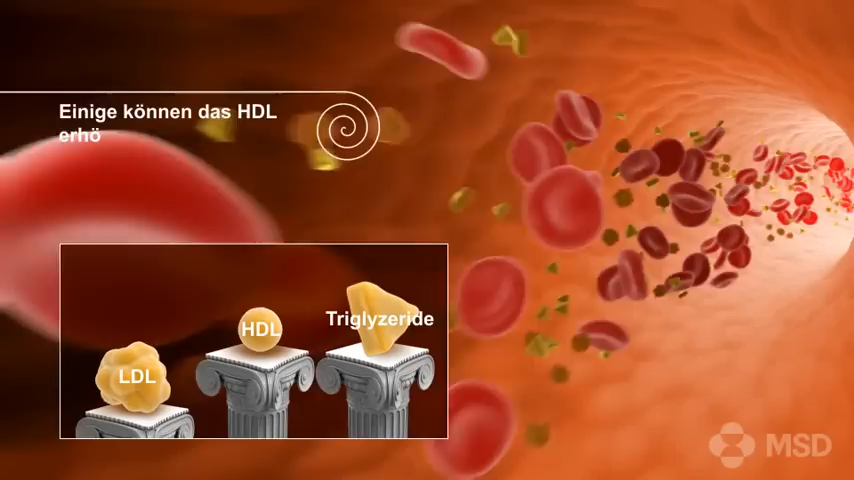 Einige können das HDL
erhö
HDL
Triglyzeride
LDL
MSD